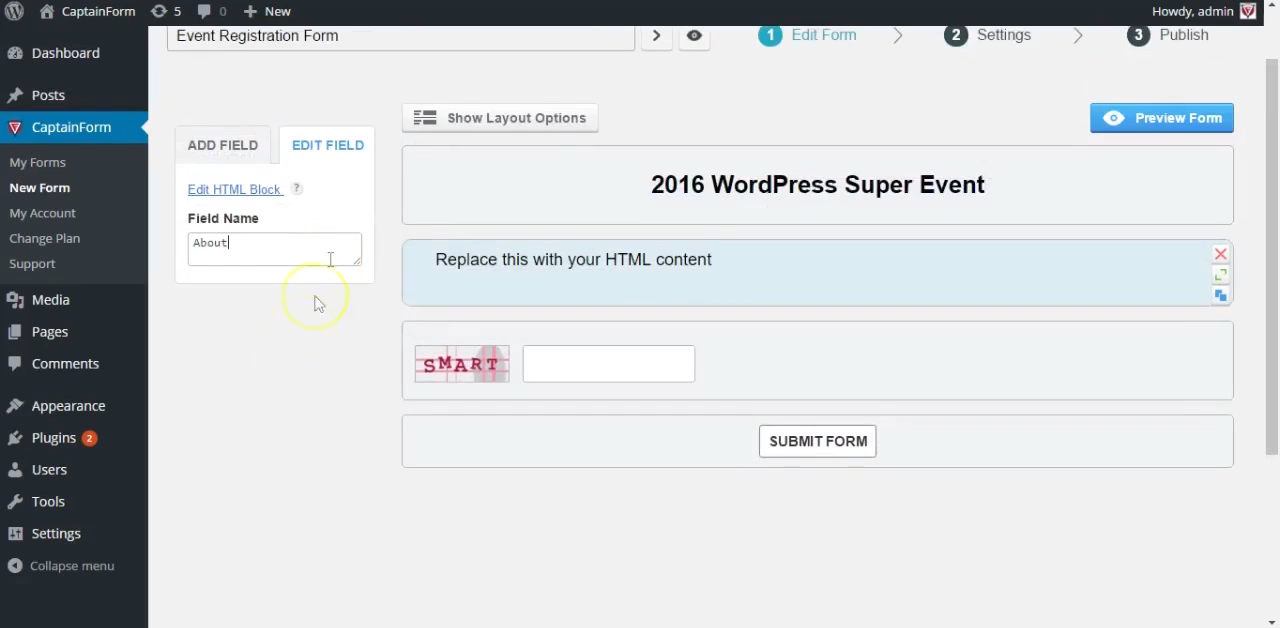 CaptainForm 5 0 New Howdy, admin
Event Registration Form 1 Edit Form 2 Settings 3 Publish
Dashboard
Posts
CaptainForm
My Forms
New Form
My Account
Change Plan
Support
Media
Pages
Comments
Appearance
Plugins 2
Users
Tools
Settings
Collapse menu
ADD FIELD EDIT FIELD
Edit HTML Block ?
Field Name
About
Show Layout Options Preview Form
2016 WordPress Super Event
Replace this with your HTML content
SMART
SUBMIT FORM